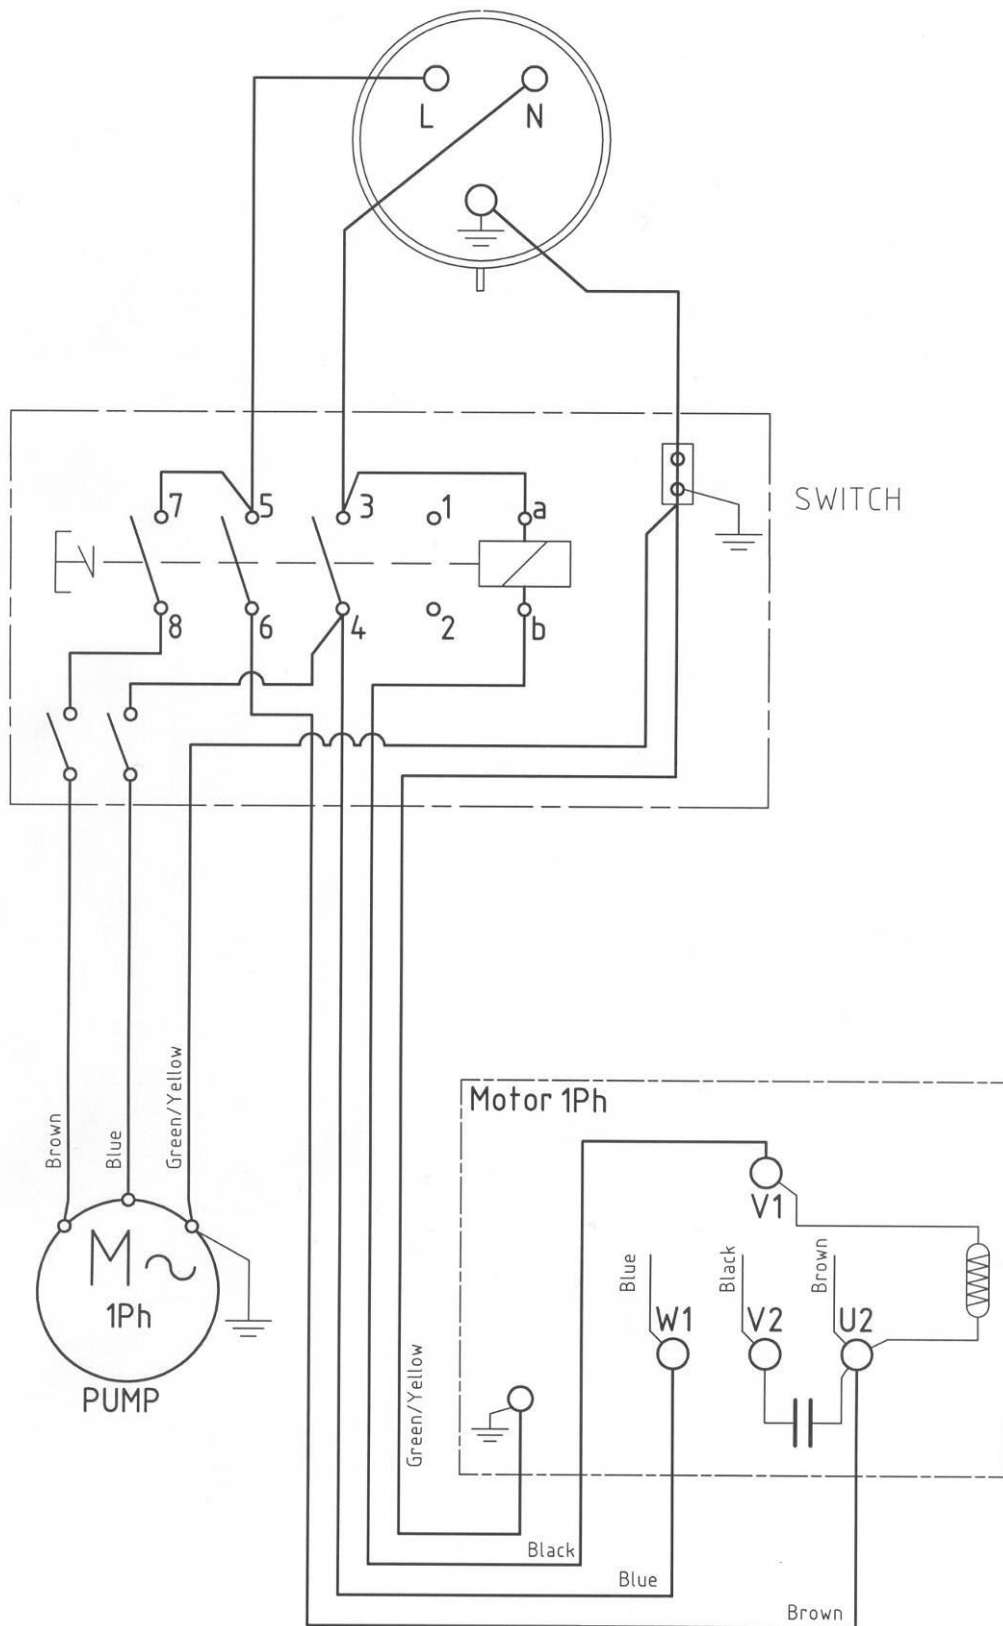 L N
7 5 3 1 a
SWITCH
8 6 4 2 b
Brown
Blue
Green/Yellow
Motor 1Ph
V1
Blue
Black
Brown
W1 V2 U2
M
1Ph
PUMP
Green/Yellow
Black
Blue
Brown